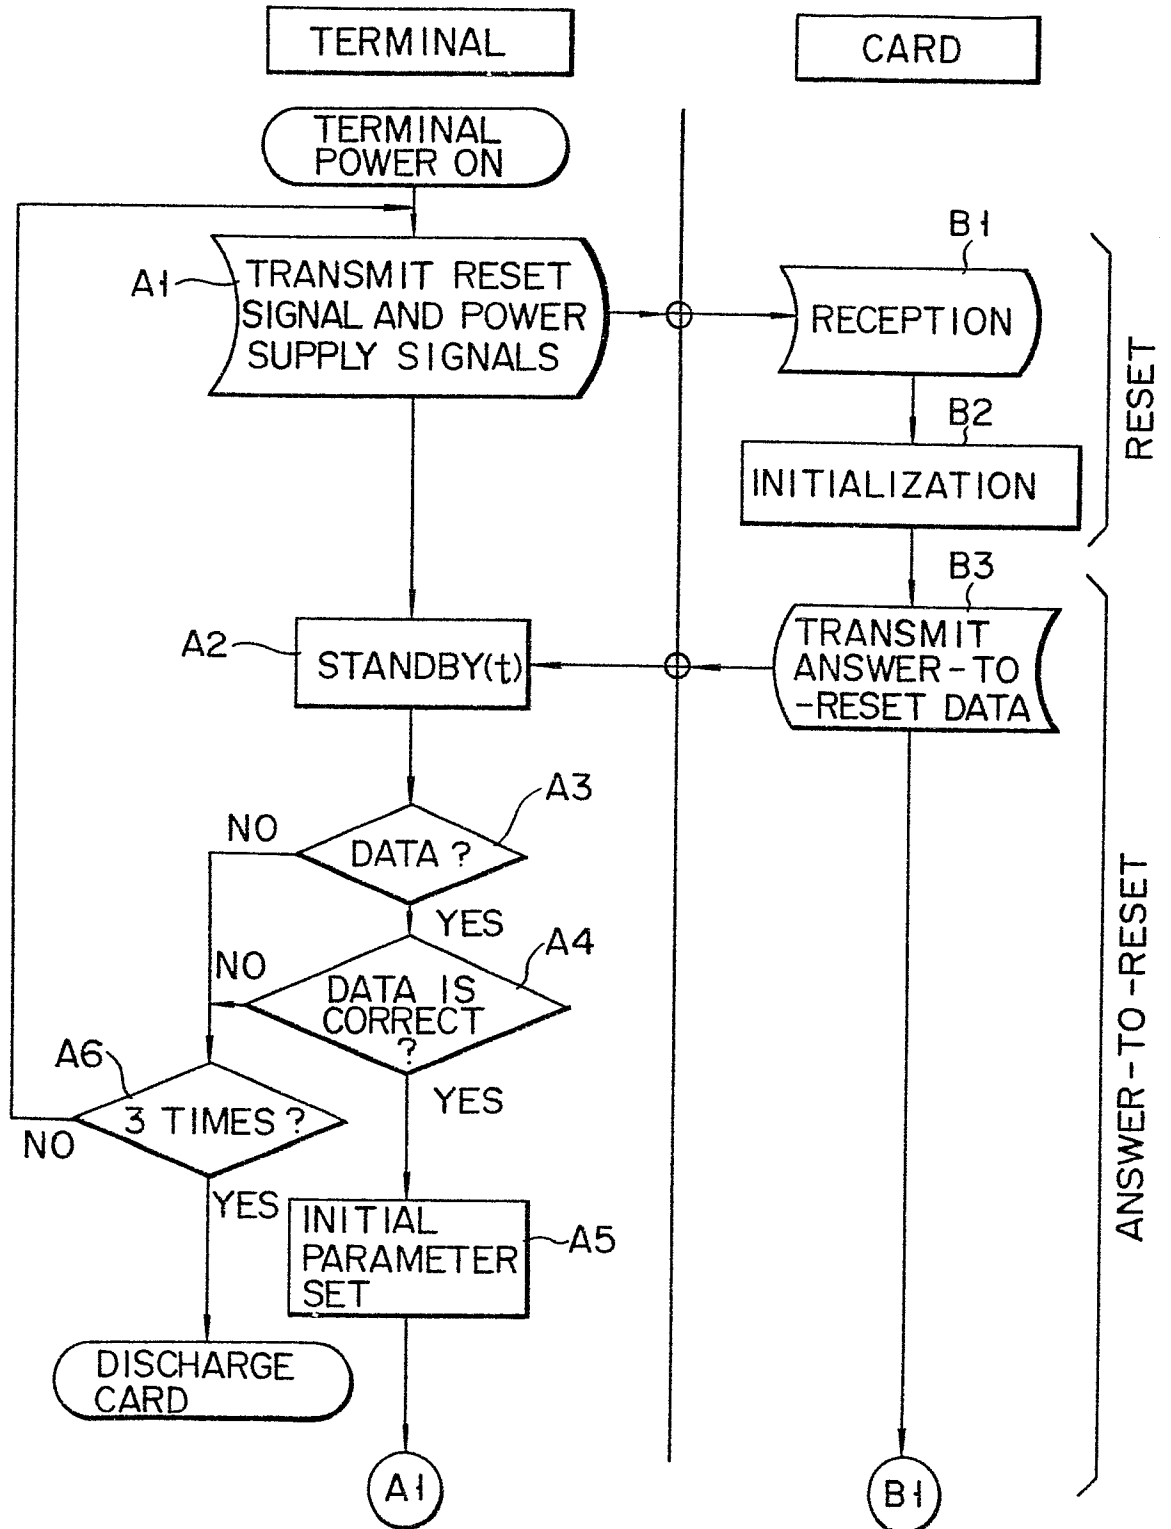 TERMINAL
CARD
TERMINAL
POWER ON
A1
TRANSMIT RESET
SIGNAL AND POWER
SUPPLY SIGNALS
B1
RECEPTION
B2
INITIALIZATION
RESET
B3
TRANSMIT
ANSWER-TO
-RESET DATA
A2
STANDBY(t)
A3
DATA ?
NO
YES
A4
DATA IS
CORRECT
?
NO
YES
A6
3 TIMES ?
NO
YES
A5
INITIAL
PARAMETER
SET
DISCHARGE
CARD
A1
B1
ANSWER-TO-RESET